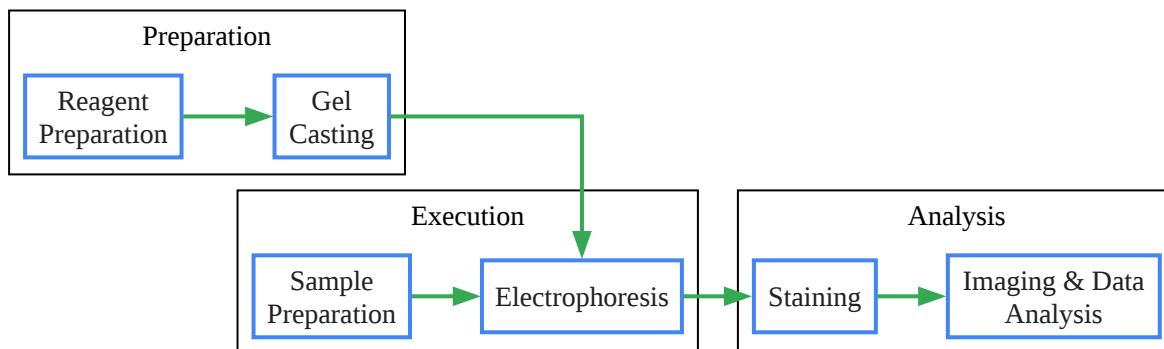 Preparation
Reagent
Preparation
Gel
Casting
Execution
Sample
Preparation
Electrophoresis
Analysis
Staining
Imaging & Data
Analysis